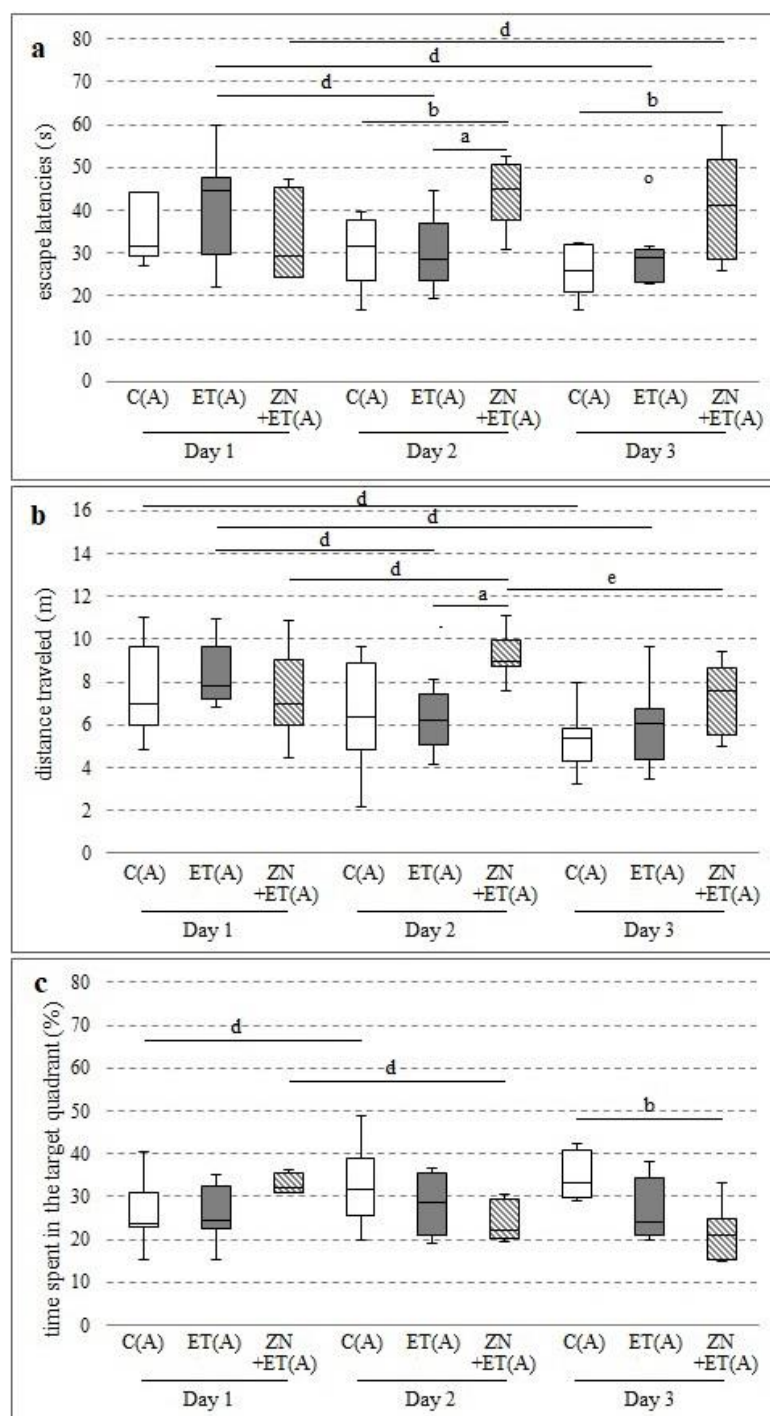 a
escape latencies (s)
80
70
60
50
40
30
20
10
0
d
d
d
b
b
a
C(A) ET(A) ZN C(A) ET(A) ZN C(A) ET(A) ZN
+ET(A) +ET(A) +ET(A)
Day 1 Day 2 Day 3
b
distance traveled (m)
16
14
12
10
8
6
4
2
0
d
d
d
d
e
a
C(A) ET(A) ZN C(A) ET(A) ZN C(A) ET(A) ZN
+ET(A) +ET(A) +ET(A)
Day 1 Day 2 Day 3
c
time spent in the target quadrant (%)
80
70
60
50
40
30
20
10
0
d
d
b
C(A) ET(A) ZN C(A) ET(A) ZN C(A) ET(A) ZN
+ET(A) +ET(A) +ET(A)
Day 1 Day 2 Day 3